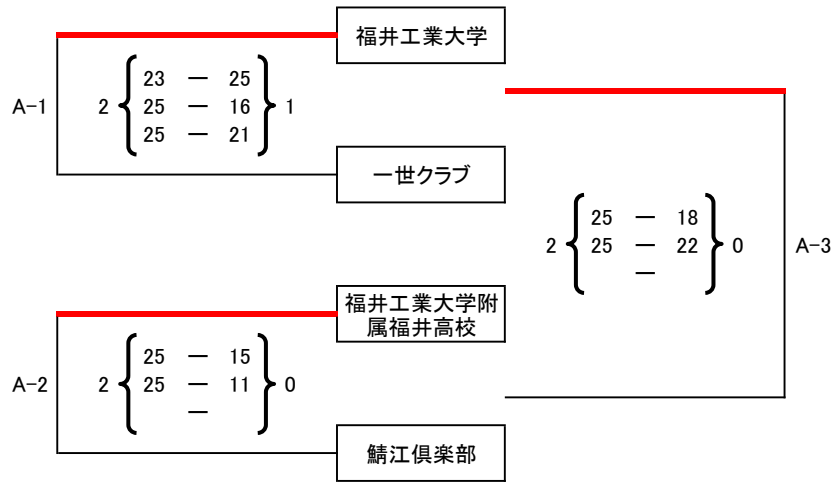 福井工業大学
A-1
2
23 — 25
25 — 16
25 — 21
1
一世クラブ
福井工業大学附
属福井高校
A-2
2
25 — 15
25 — 11
—
0
鯖江倶楽部
2
25 — 18
25 — 22
—
0
A-3